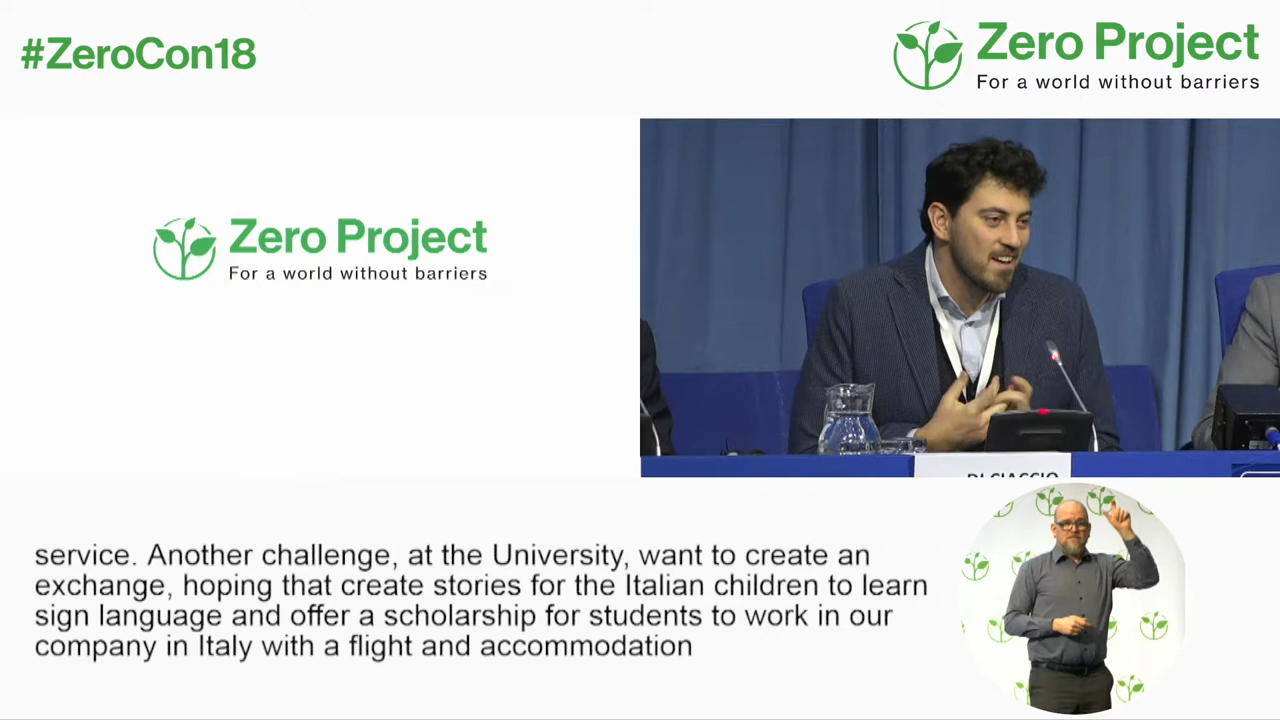 #ZeroCon18
Zero Project
For a world without barriers
Zero Project
For a world without barriers
DI CIACCIO
service. Another challenge, at the University, want to create an
exchange, hoping that create stories for the Italian children to learn
sign language and offer a scholarship for students to work in our
company in Italy with a flight and accommodation